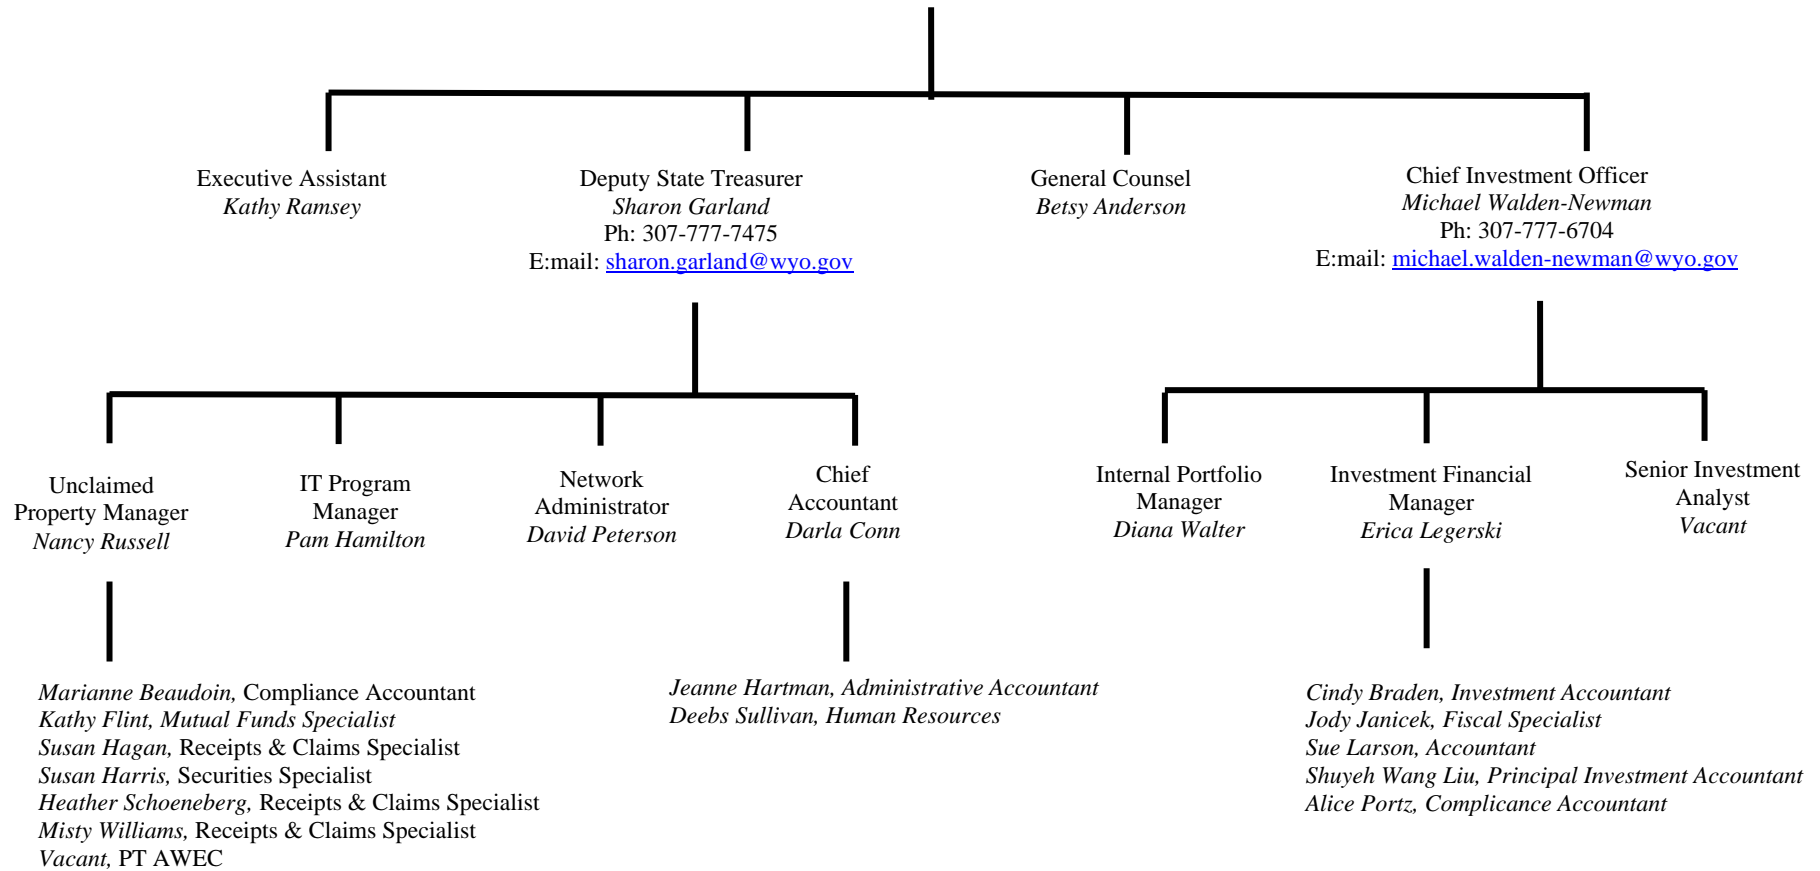 Executive Assistant
Kathy Ramsey
Deputy State Treasurer
Sharon Garland
Ph: 307-777-7475
E:mail: sharon.garland@wyo.gov
General Counsel
Betsy Anderson
Chief Investment Officer
Michael Walden-Newman
Ph: 307-777-6704
E:mail: michael.walden-newman@wyo.gov
Unclaimed
Property Manager
Nancy Russell
IT Program
Manager
Pam Hamilton
Network
Administrator
David Peterson
Chief
Accountant
Darla Conn
Internal Portfolio
Manager
Diana Walter
Investment Financial
Manager
Erica Legerski
Senior Investment
Analyst
Vacant
Marianne Beaudoin, Compliance Accountant
Kathy Flint, Mutual Funds Specialist
Susan Hagan, Receipts & Claims Specialist
Susan Harris, Securities Specialist
Heather Schoeneberg, Receipts & Claims Specialist
Misty Williams, Receipts & Claims Specialist
Vacant, PT AWEC
Jeanne Hartman, Administrative Accountant
Deebs Sullivan, Human Resources
Cindy Braden, Investment Accountant
Jody Janicek, Fiscal Specialist
Sue Larson, Accountant
Shuyeh Wang Liu, Principal Investment Accountant
Alice Portz, Complicance Accountant